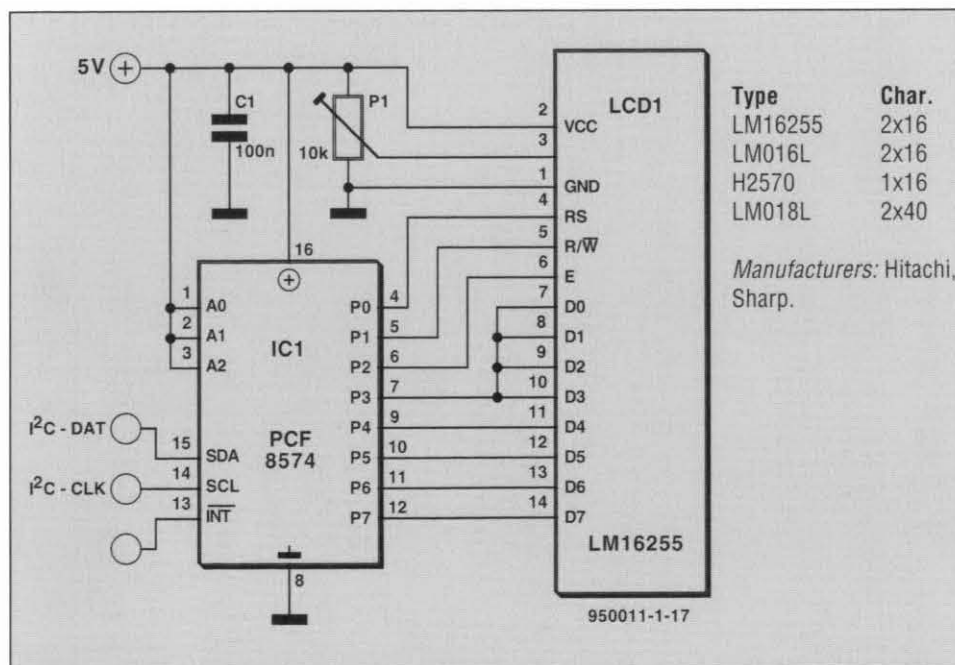 5V
C1
100n
P1
10k
16
1 A0
2 A1
3 A2
IC1
PCF
8574
I²C - DAT
15 SDA
I²C - CLK
14 SCL
13 I̅N̅T̅
8
P0 4
P1 5
P2 6
P3 7
P4 9
P5 10
P6 11
P7 12
LCD1
2 VCC
3
1 GND
4 RS
5 R/W̅
6 E
7 D0
8 D1
9 D2
10 D3
11 D4
12 D5
13 D6
14 D7
LM16255
950011-1-17
Type Char.
LM16255 2x16
LM016L 2x16
H2570 1x16
LM018L 2x40
Manufacturers: Hitachi,
Sharp.